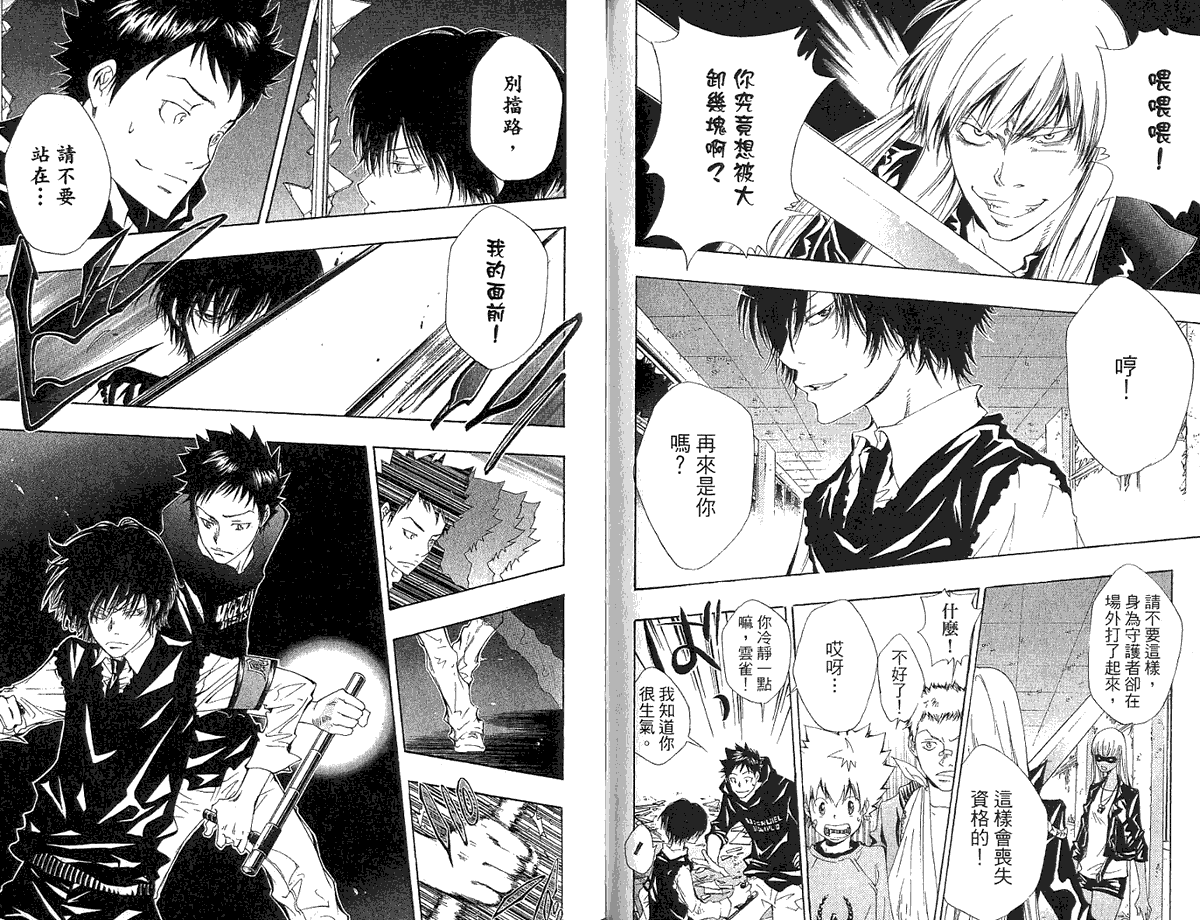 喂喂喂！
你究竟想被大
卸幾塊啊？
哼！
再來是你
嗎？
請不要這樣，
身為守護者卻在
場外打了起來，
這樣會喪失
資格的！
什麼！
不好了！
哎呀…
你冷靜一點
嘛，雲雀！
我知道你
很生氣。
別擋路，
請不要
站在…
我的面前！